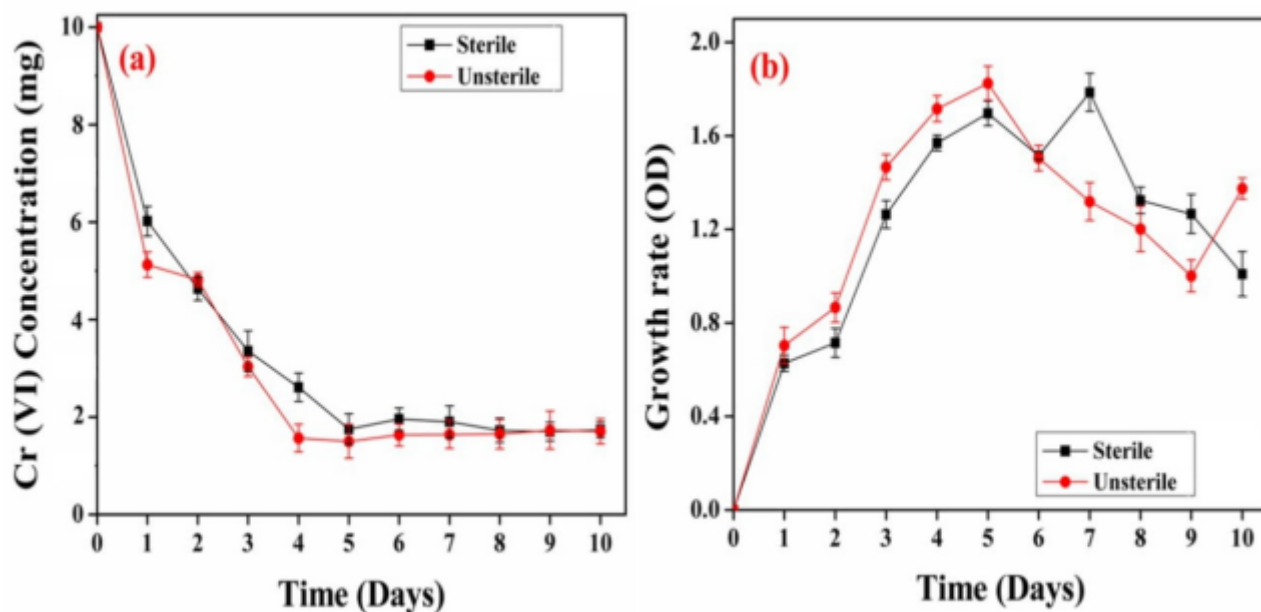 (a)
Sterile
Unsterile
Cr (VI) Concentration (mg)
10
8
6
4
2
0
0 1 2 3 4 5 6 7 8 9 10
Time (Days)
(b)
Growth rate (OD)
2.0
1.6
1.2
0.8
0.4
0.0
Sterile
Unsterile
0 1 2 3 4 5 6 7 8 9 10
Time (Days)